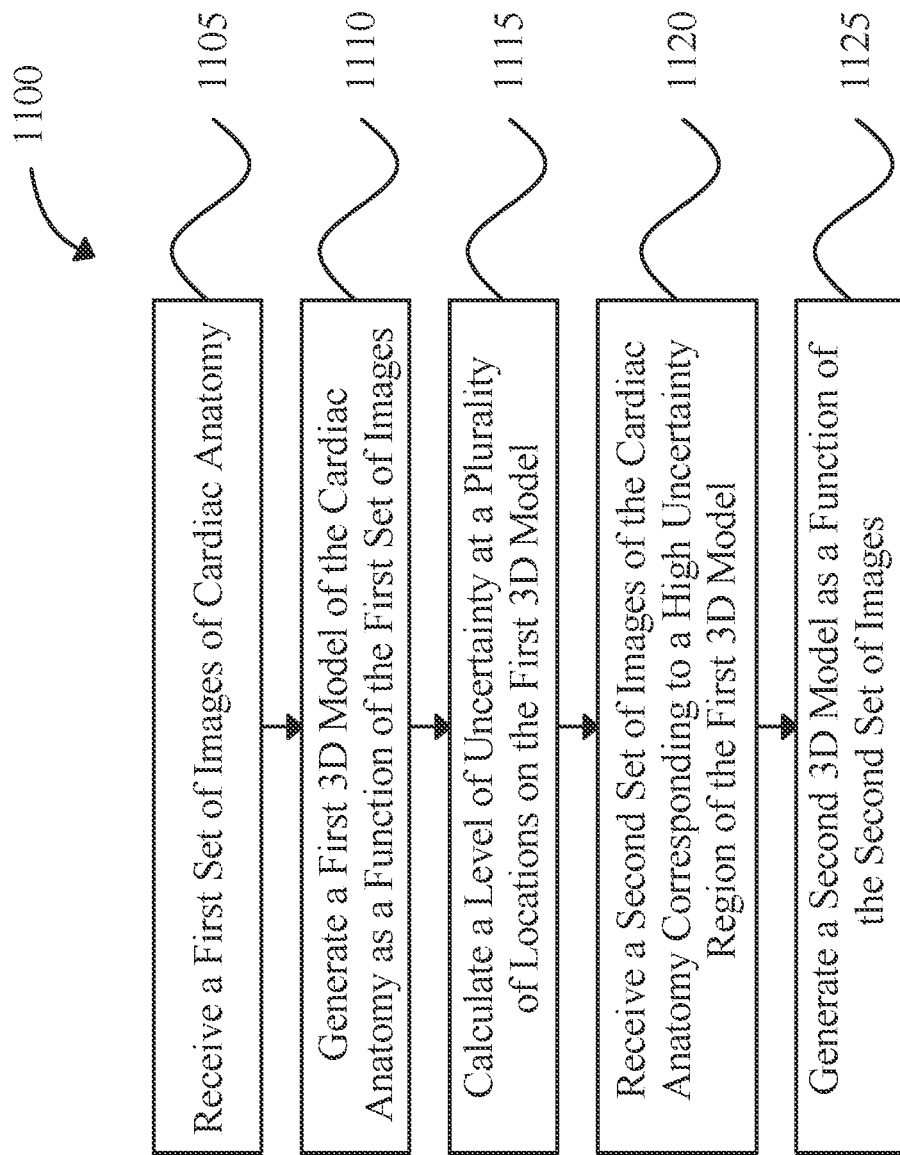 1100
Receive a First Set of Images of Cardiac Anatomy
1105
Generate a First 3D Model of the Cardiac
Anatomy as a Function of the First Set of Images
1110
Calculate a Level of Uncertainty at a Plurality
of Locations on the First 3D Model
1115
Receive a Second Set of Images of the Cardiac
Anatomy Corresponding to a High Uncertainty
Region of the First 3D Model
1120
Generate a Second 3D Model as a Function of
the Second Set of Images
1125